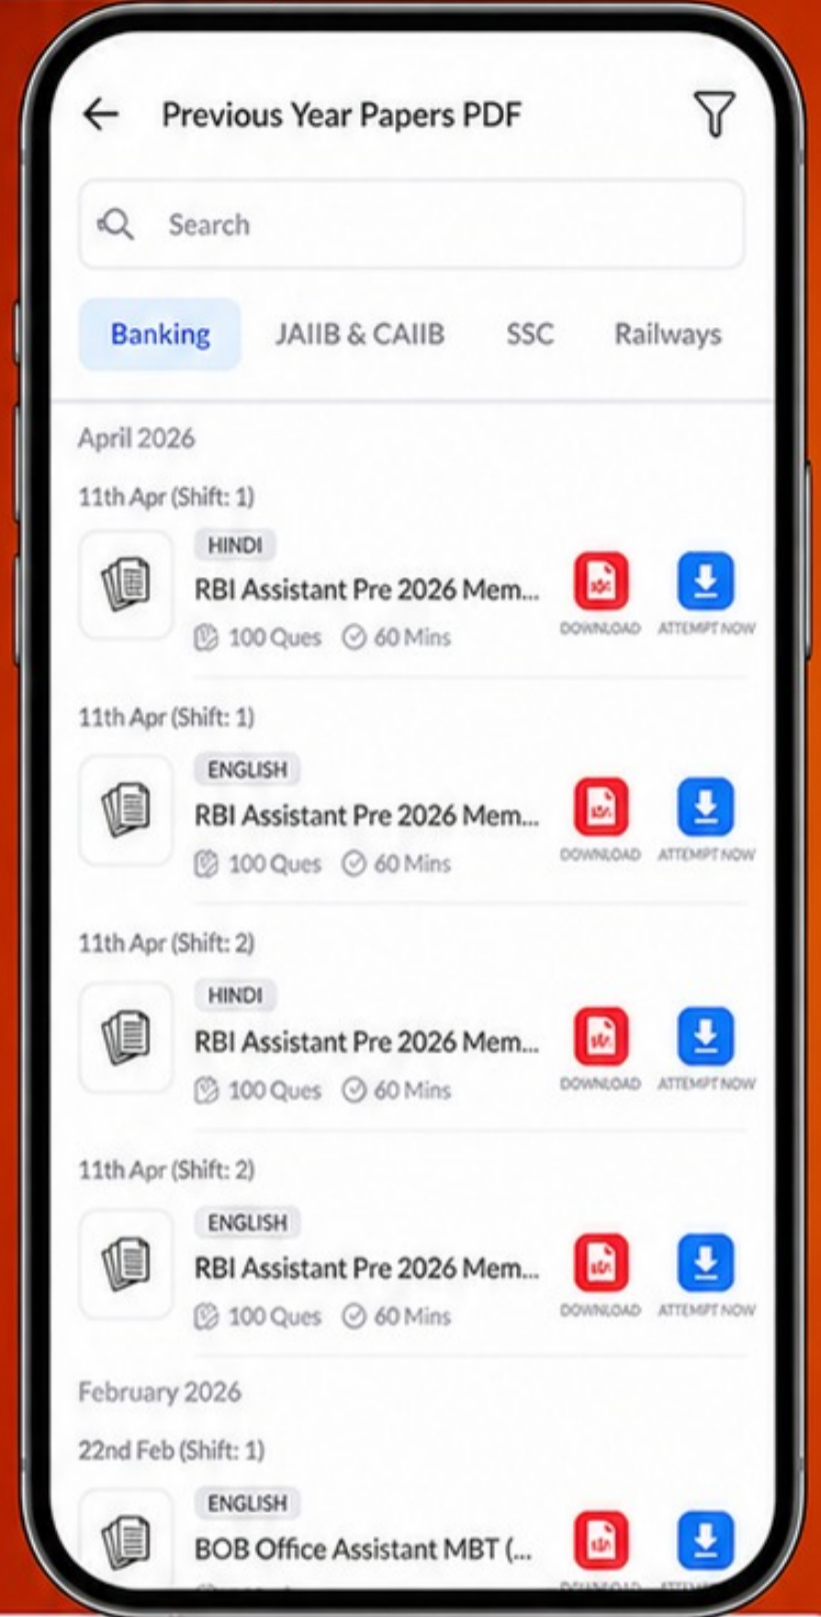 Previous Year Papers PDF
Search
Banking JAIIB & CAIIB SSC Railways
April 2026
11th Apr (Shift: 1)
HINDI
RBI Assistant Pre 2026 Mem...
100 Ques 60 Mins
DOWNLOAD ATTEMPT NOW
11th Apr (Shift: 1)
ENGLISH
RBI Assistant Pre 2026 Mem...
100 Ques 60 Mins
DOWNLOAD ATTEMPT NOW
11th Apr (Shift: 2)
HINDI
RBI Assistant Pre 2026 Mem...
100 Ques 60 Mins
DOWNLOAD ATTEMPT NOW
11th Apr (Shift: 2)
ENGLISH
RBI Assistant Pre 2026 Mem...
100 Ques 60 Mins
DOWNLOAD ATTEMPT NOW
February 2026
22nd Feb (Shift: 1)
ENGLISH
BOB Office Assistant MBT (...